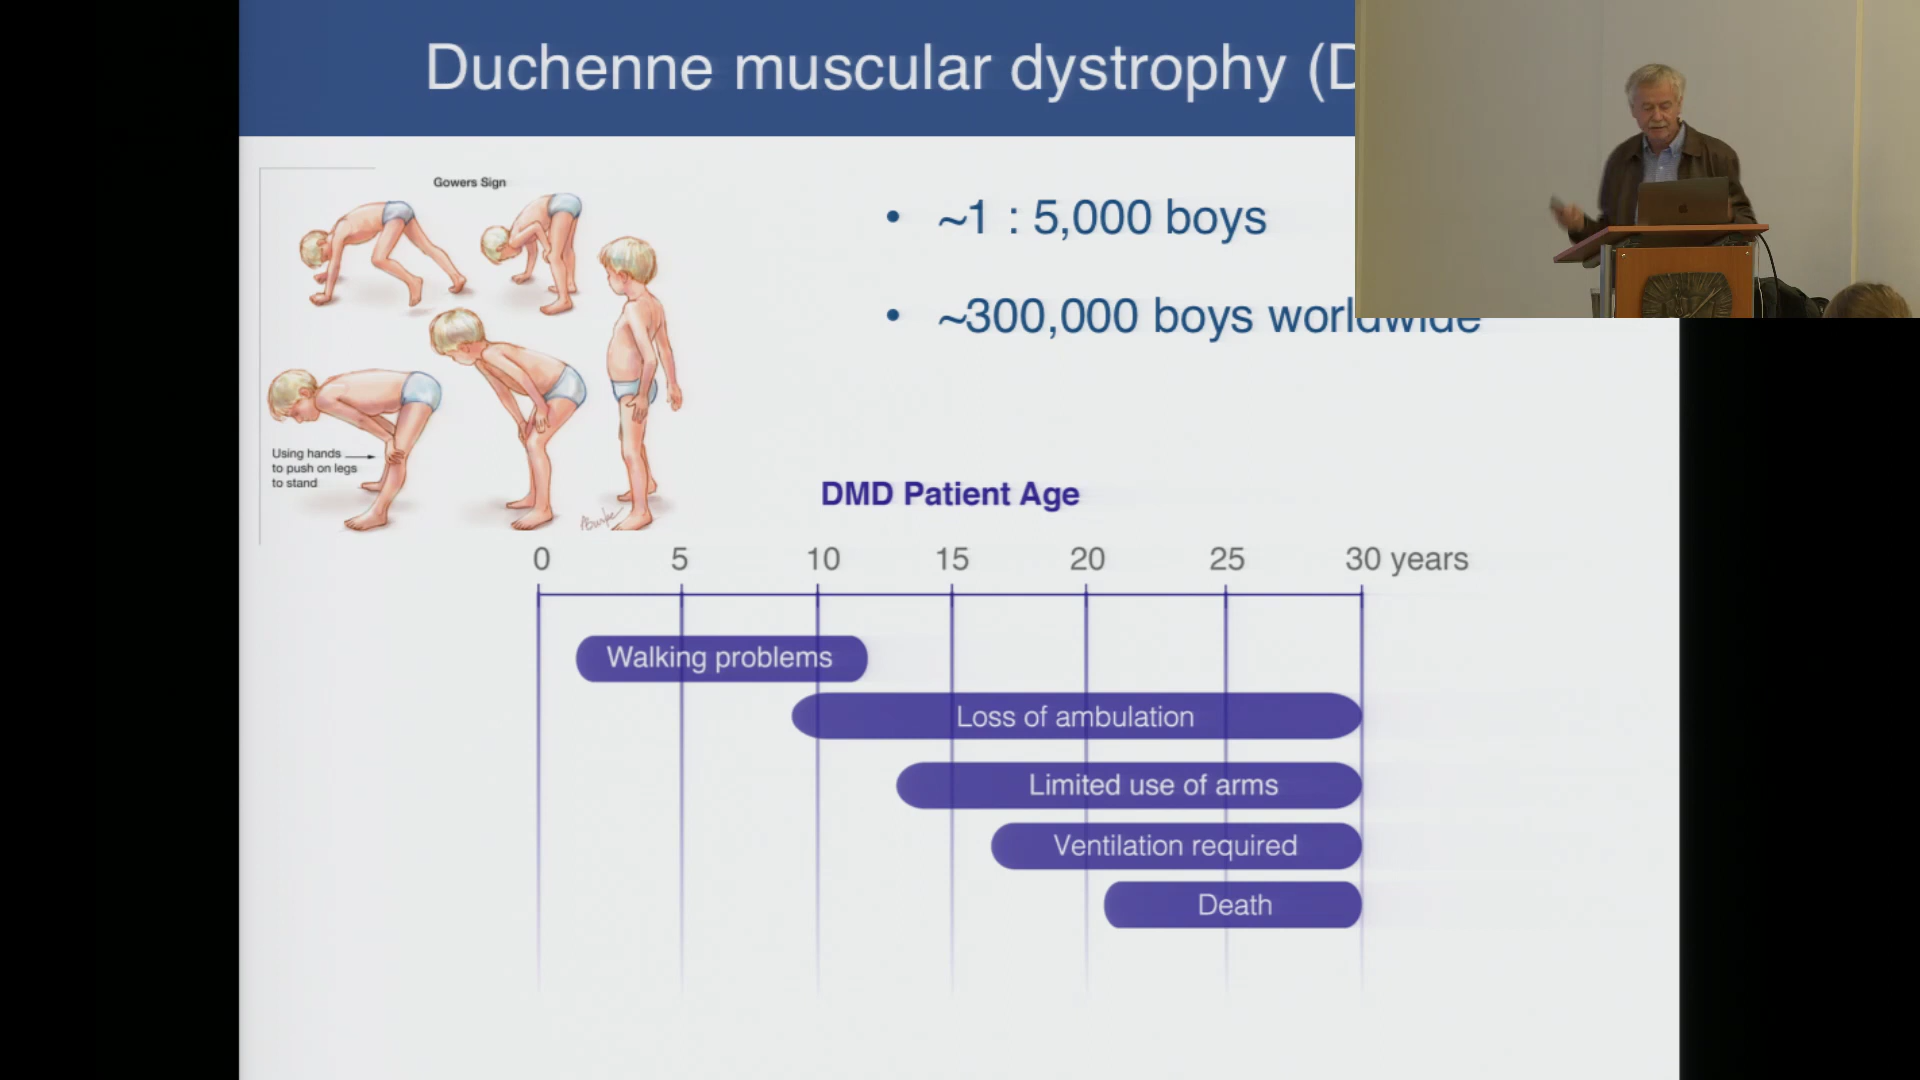 Duchenne muscular dystrophy (D
Gowers Sign
• ~1 : 5,000 boys
• ~300,000 boys worldwide
Using hands
to push on legs
to stand
DMD Patient Age
0 5 10 15 20 25 30 years
Walking problems
Loss of ambulation
Limited use of arms
Ventilation required
Death